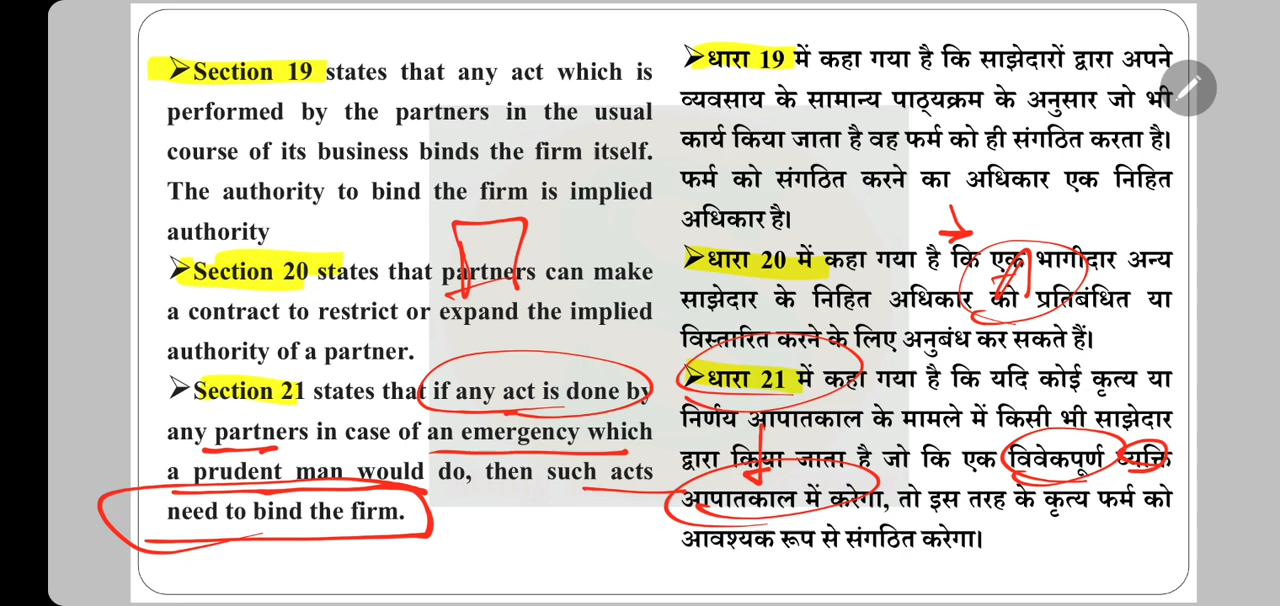 ➤Section 19 states that any act which is
performed by the partners in the usual
course of its business binds the firm itself.
The authority to bind the firm is implied
authority
➤Section 20 states that partners can make
a contract to restrict or expand the implied
authority of a partner.
➤Section 21 states that if any act is done by
any partners in case of an emergency which
a prudent man would do, then such acts
need to bind the firm.
➤धारा 19 में कहा गया है कि साझेदारों द्वारा अपने
व्यवसाय के सामान्य पाठ्यक्रम के अनुसार जो भी
कार्य किया जाता है वह फर्म को ही संगठित करता है।
फर्म को संगठित करने का अधिकार एक निहित
अधिकार है।
➤धारा 20 में कहा गया है कि एक भागीदार अन्य
साझेदार के निहित अधिकार को प्रतिबंधित या
विस्तारित करने के लिए अनुबंध कर सकते हैं।
➤धारा 21 में कहा गया है कि यदि कोई कृत्य या
निर्णय आपातकाल के मामले में किसी भी साझेदार
द्वारा किया जाता है जो कि एक विवेकपूर्ण व्यक्ति
आपातकाल में करेगा, तो इस तरह के कृत्य फर्म को
आवश्यक रूप से संगठित करेगा।